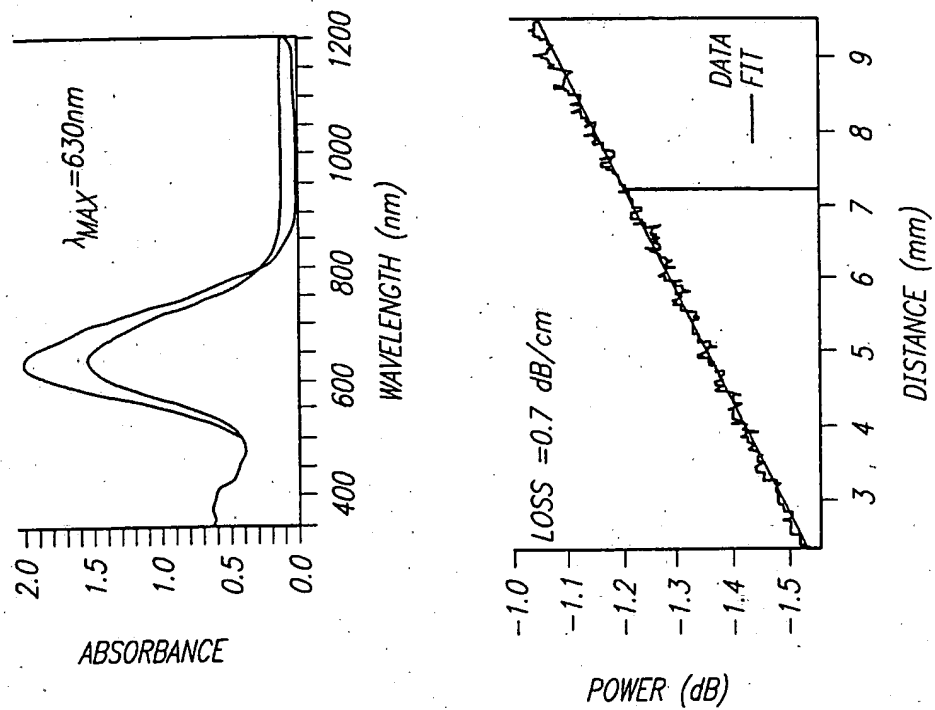 ABSORBANCE
2.0
1.5
1.0
0.5
0.0
λMAX=630nm
400
600
800
1000
1200
WAVELENGTH (nm)
POWER (dB)
-1.0
-1.1
-1.2
-1.3
-1.4
-1.5
LOSS =0.7 dB/cm
DATA
FIT
3
4
5
6
7
8
9
DISTANCE (mm)